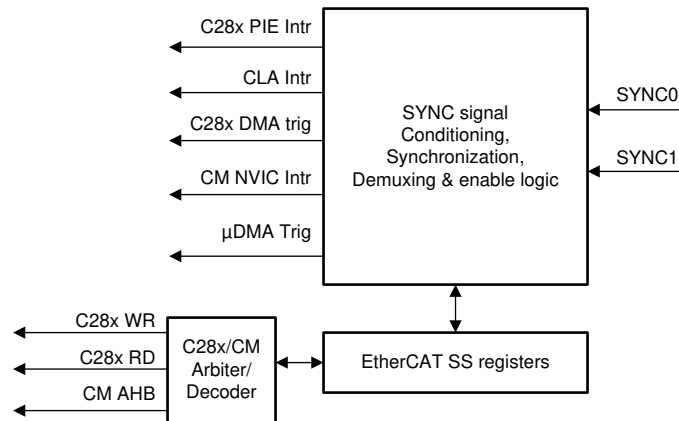 C28x PIE Intr
CLA Intr
C28x DMA trig
CM NVIC Intr
µDMA Trig
SYNC signal
Conditioning,
Synchronization,
Demuxing & enable logic
SYNC0
SYNC1
C28x WR
C28x RD
CM AHB
C28x/CM
Arbiter/
Decoder
EtherCAT SS registers